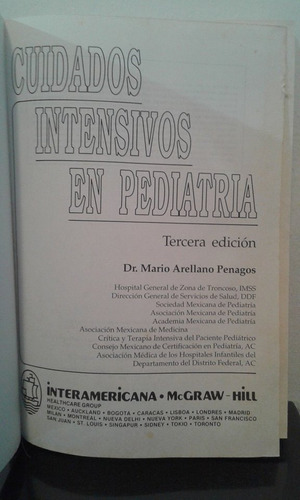 CUIDADOS
INTENSIVOS
EN PEDIATRIA
Tercera edición
Dr. Mario Arellano Penagos
Hospital General de Zona de Troncoso, IMSS
Dirección General de Servicios de Salud, DDF
Sociedad Mexicana de Pediatría
Asociación Mexicana de Pediatría
Academia Mexicana de Pediatría
Asociación Mexicana de Medicina
Crítica y Terapia Intensiva del Paciente Pediátrico
Consejo Mexicano de Certificación en Pediatría, AC
Asociación Médica de los Hospitales Infantiles del
Departamento del Distrito Federal, AC
INTERAMERICANA • McGRAW-HILL
HEALTHCARE GROUP
MEXICO • AUCKLAND • BOGOTA • CARACAS • LISBOA • LONDRES • MADRID
MILAN • MONTREAL • NUEVA DELHI • NUEVA YORK • PARIS • SAN FRANCISCO
SAN JUAN • ST. LOUIS • SINGAPUR • SIDNEY • TOKIO • TORONTO